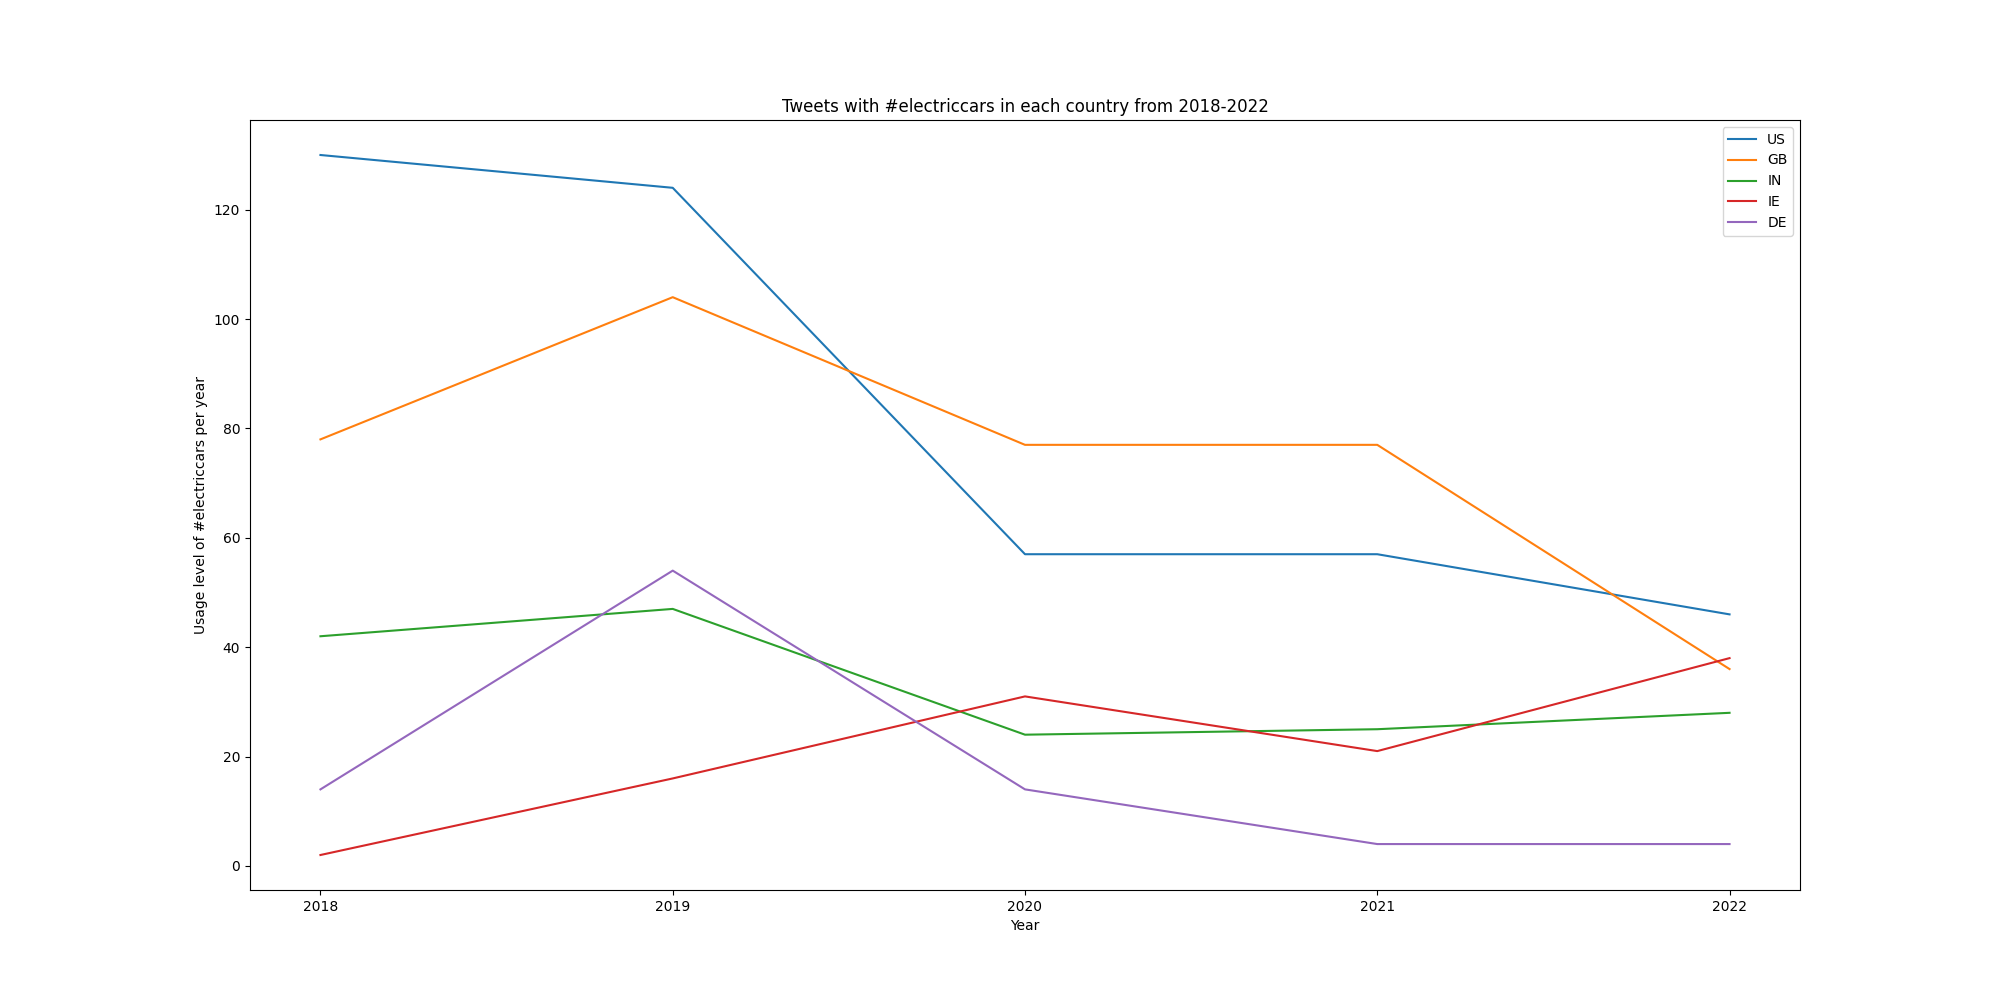 Tweets with #electriccars in each country from 2018-2022
US
GB
IN
IE
DE
Usage level of #electriccars per year
120
100
80
60
40
20
0
2018 2019 2020 2021 2022
Year